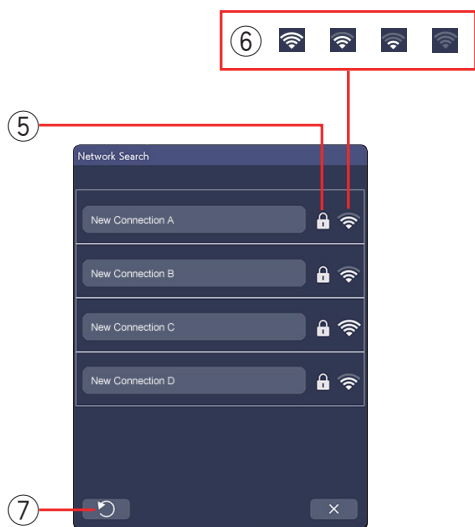 ⑥
⑤
Network Search
New Connection A
New Connection B
New Connection C
New Connection D
⑦